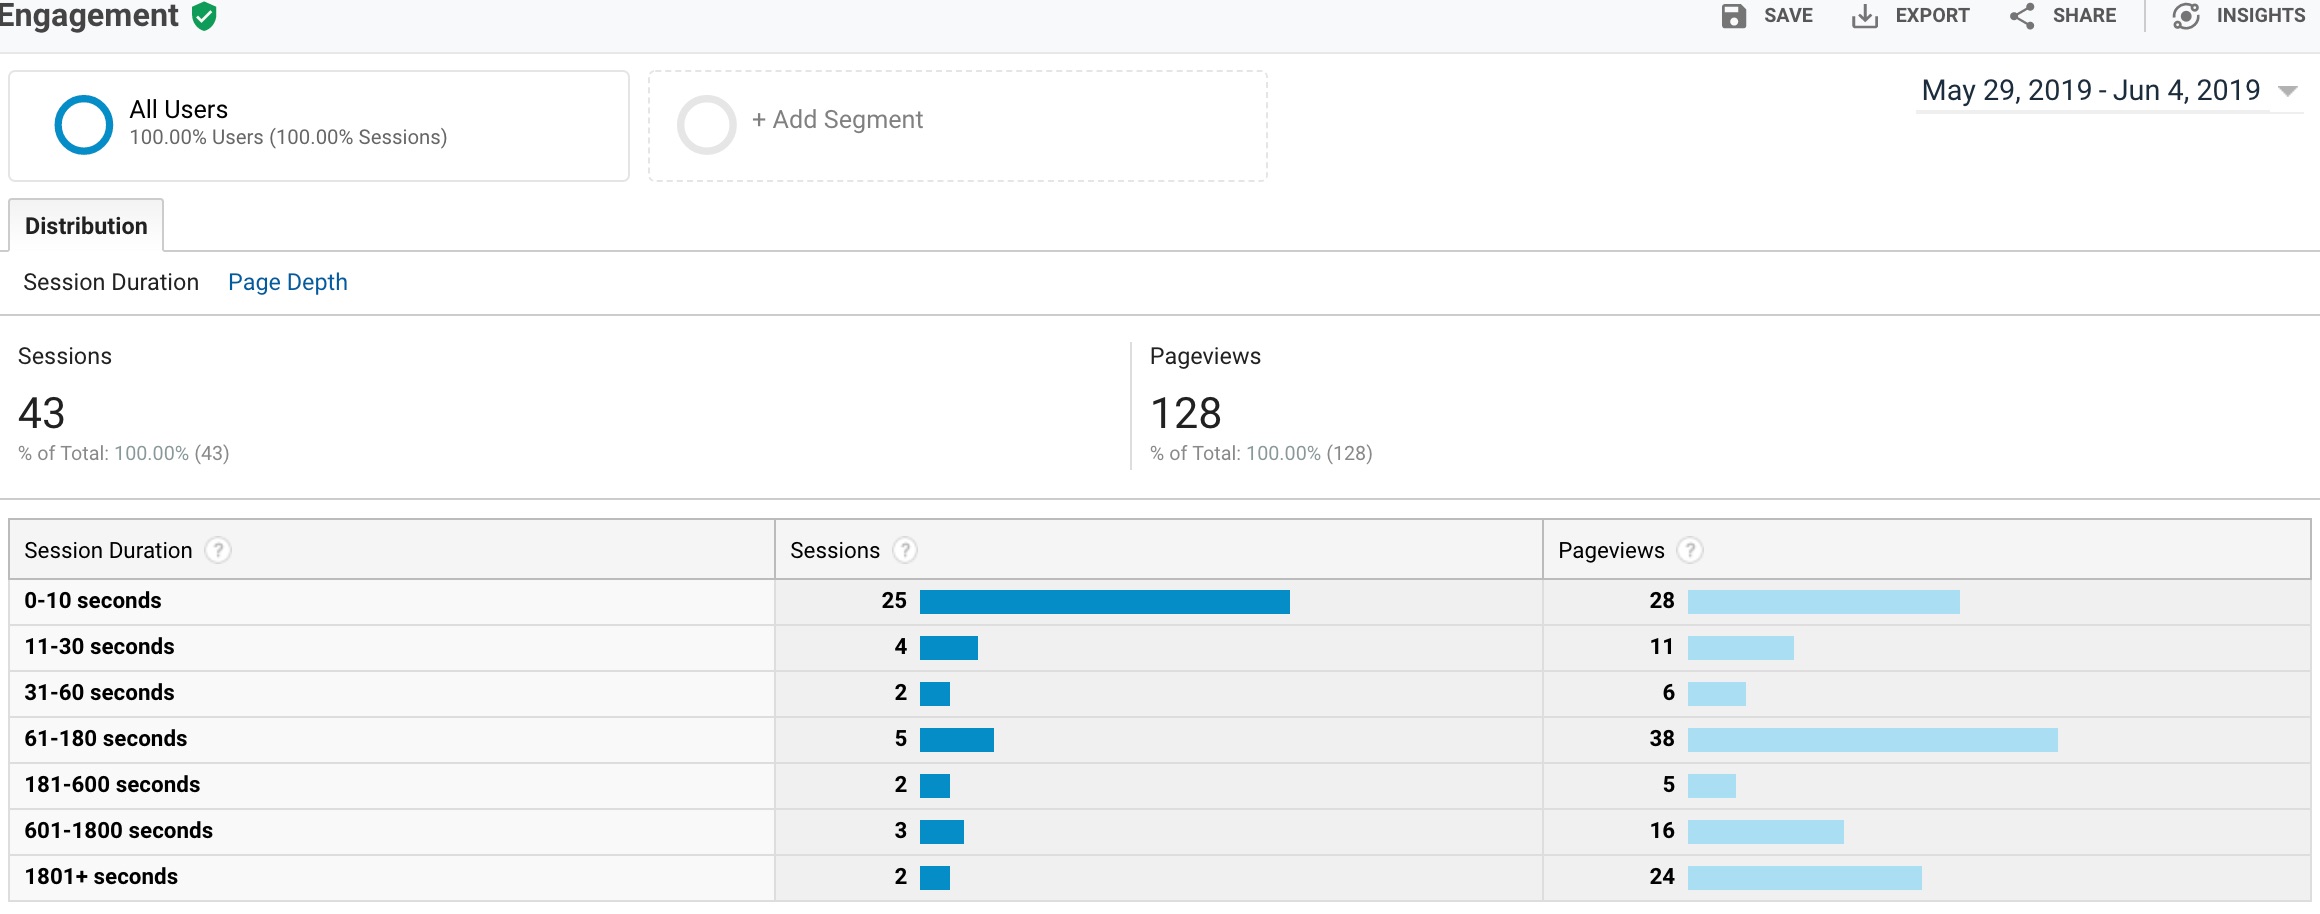 Engagement
SAVE EXPORT SHARE INSIGHTS
All Users
100.00% Users (100.00% Sessions)
+ Add Segment
May 29, 2019 - Jun 4, 2019
Distribution
Session Duration Page Depth
Sessions
43
% of Total: 100.00% (43)
Pageviews
128
% of Total: 100.00% (128)
Session Duration ? Sessions ? Pageviews ?
0-10 seconds 25 28
11-30 seconds 4 11
31-60 seconds 2 6
61-180 seconds 5 38
181-600 seconds 2 5
601-1800 seconds 3 16
1801+ seconds 2 24